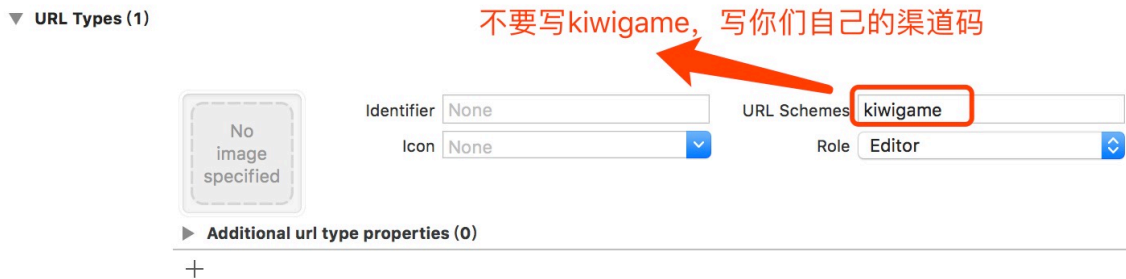 URL Types (1)
不要写kiwigame，写你们自己的渠道码
No
image
specified
Identifier None
URL Schemes kiwigame
Icon None
Role Editor
Additional url type properties (0)